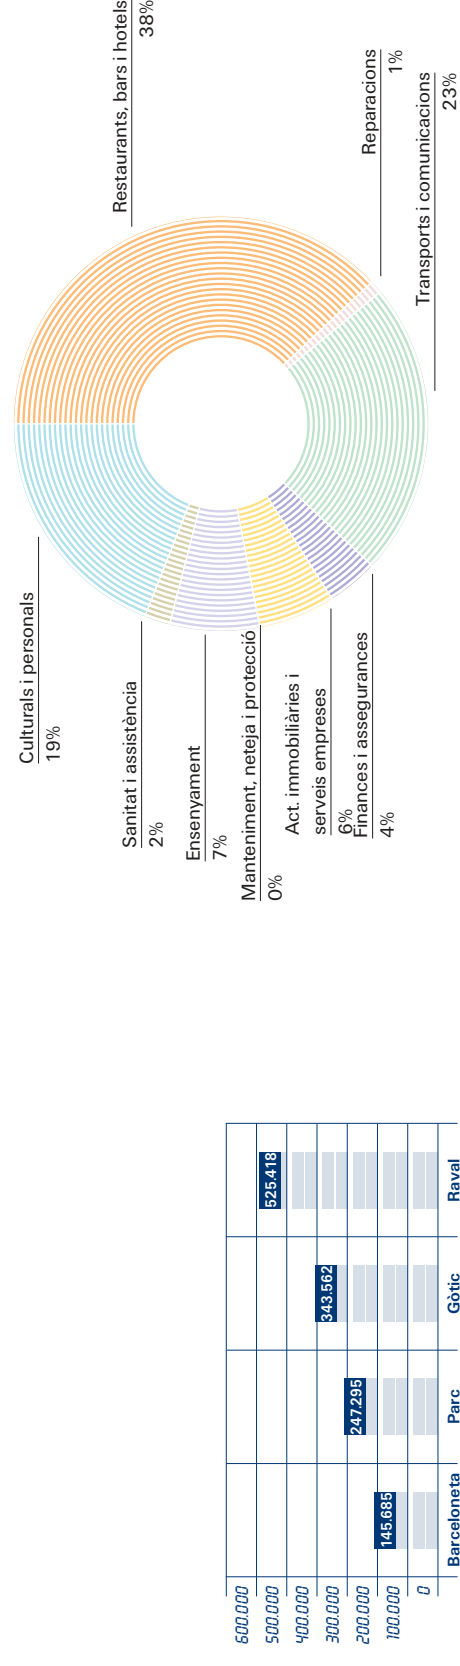 600.000
500.000
400.000
300.000
200.000
100.000
0
145.685
247.295
343.562
525.418
Barceloneta
Parc
Gòtic
Raval
Culturals i personals
19%
Restaurants, bars i hotels
38%
Sanitat i assistència
2%
Ensenyament
7%
Manteniment, neteja i protecció
0%
Act. immobiliàries i
serveis empreses
6%
Finances i assegurances
4%
Reparacions
1%
Transports i comunicacions
23%